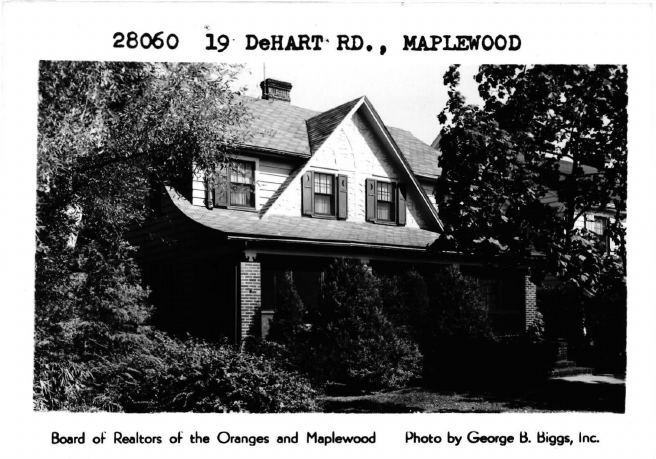 28060 19 DeHART RD., MAPLEWOOD
Board of Realtors of the Oranges and Maplewood Photo by George B. Biggs, Inc.